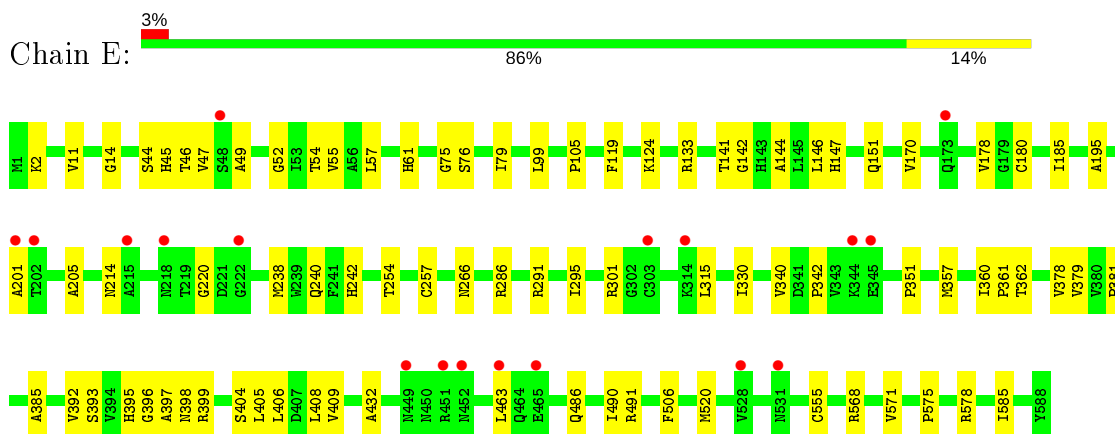 3%
Chain E:
86% 14%
M1 K2 V11 G14 S44 H45 T46 V47 S48 A49 G52 I53 T54 V55 A56 L57 H61 G75 S76 I79 L99 P105 F119 K124 R133 T141 G142 H143 A144 L145 L146 H147 Q151 V170 Q173 V178 G179 C180 I185 A195
A201 T202 A205 N214 A215 N218 T219 G220 D221 G222 M238 W239 Q240 F241 H242 T254 C257 N266 R286 R291 I295 R301 G302 C303 K314 L315 I330 V340 D341 P342 V343 K344 E345 P351 M357 I360 P361 T362 V378 V379 V380 P381
A385 V392 S393 V394 H395 G396 A397 N398 R399 S404 L405 L406 D407 L408 V409 A432 N449 N450 R451 N452 L463 Q464 E465 Q486 I490 R491 F506 M520 V528 N531 C555 R568 V571 P575 R578 I585 Y588